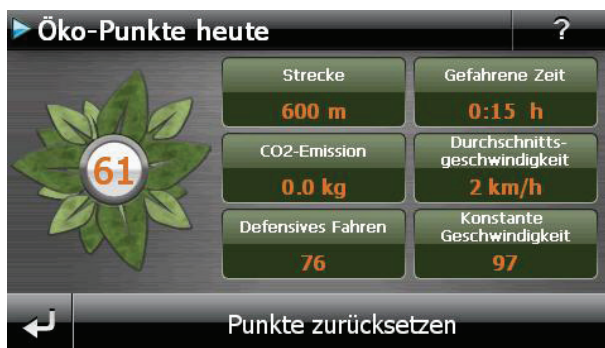 Öko-Punkte heute
?
61
Strecke
600 m
Gefahrene Zeit
0:15 h
CO2-Emission
0.0 kg
Durchschnitts-
geschwindigkeit
2 km/h
Defensives Fahren
76
Konstante
Geschwindigkeit
97
Punkte zurücksetzen